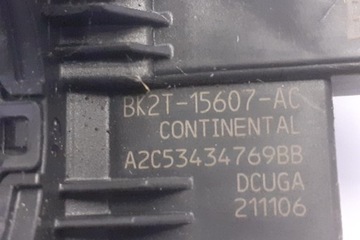 BK2T-15607-AC
CONTINENTAL
A2C53434769BB
DCUGA
211106